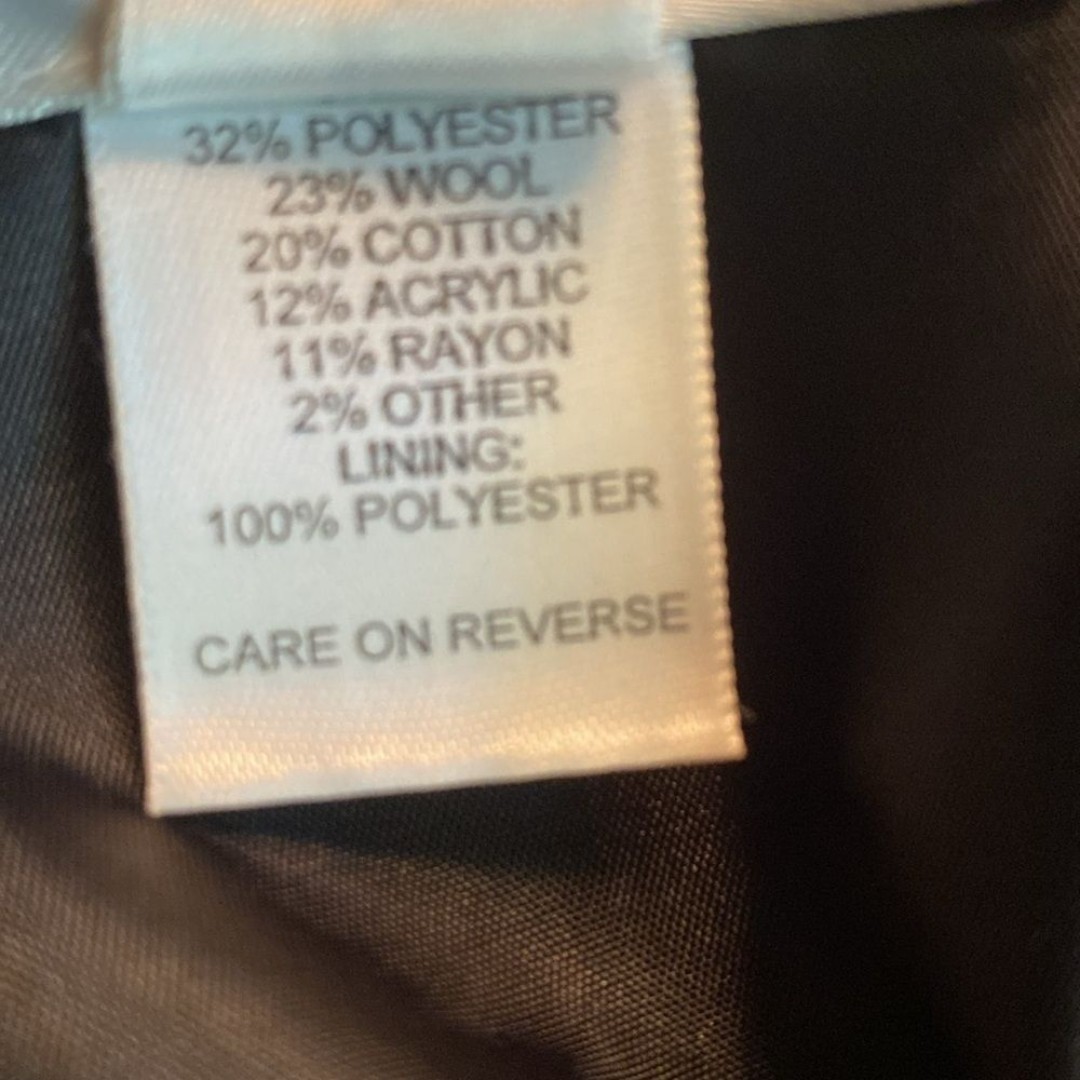 32% POLYESTER
23% WOOL
20% COTTON
12% ACRYLIC
11% RAYON
2% OTHER
LINING:
100% POLYESTER
CARE ON REVERSE